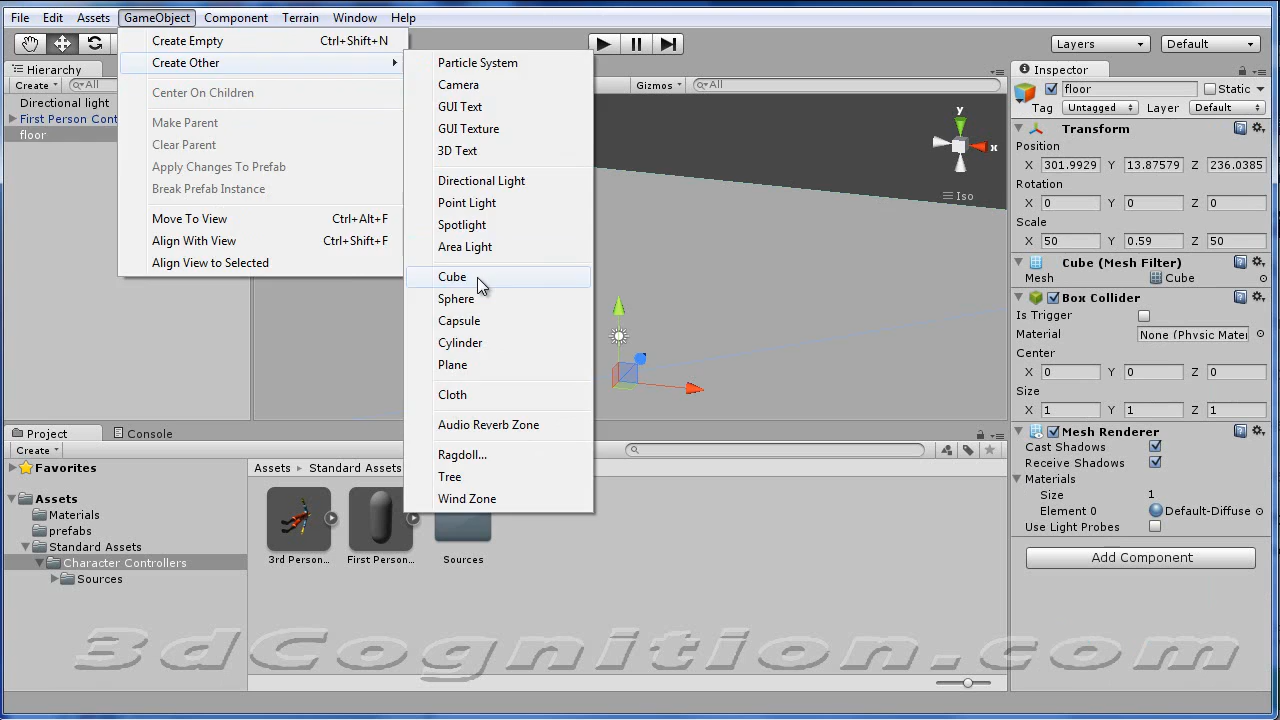 File Edit Assets GameObject Component Terrain Window Help
Create Empty Ctrl+Shift+N
Create Other
Center On Children
Make Parent
Clear Parent
Apply Changes To Prefab
Break Prefab Instance
Move To View Ctrl+Alt+F
Align With View Ctrl+Shift+F
Align View to Selected
Particle System
Camera
GUI Text
GUI Texture
3D Text
Directional Light
Point Light
Spotlight
Area Light
Cube
Sphere
Capsule
Cylinder
Plane
Cloth
Audio Reverb Zone
Ragdoll...
Tree
Wind Zone
Layers Default
Hierarchy
Create All
Directional light
First Person Cont
floor
Gizmos All
y
x
Iso
Inspector
floor Static
Tag Untagged Layer Default
Transform
Position
X 301.9929 Y 13.87579 Z 236.0385
Rotation
X 0 Y 0 Z 0
Scale
X 50 Y 0.59 Z 50
Cube (Mesh Filter)
Mesh Cube
Box Collider
Is Trigger
Material None (Physic Mater
Center
X 0 Y 0 Z 0
Size
X 1 Y 1 Z 1
Mesh Renderer
Cast Shadows
Receive Shadows
Materials
Size 1
Element 0 Default-Diffuse
Use Light Probes
Add Component
Project Console
Create
Favorites
Assets
Materials
prefabs
Standard Assets
Character Controllers
Sources
Assets Standard Assets
3rd Person... First Person... Sources
3dCognition.com